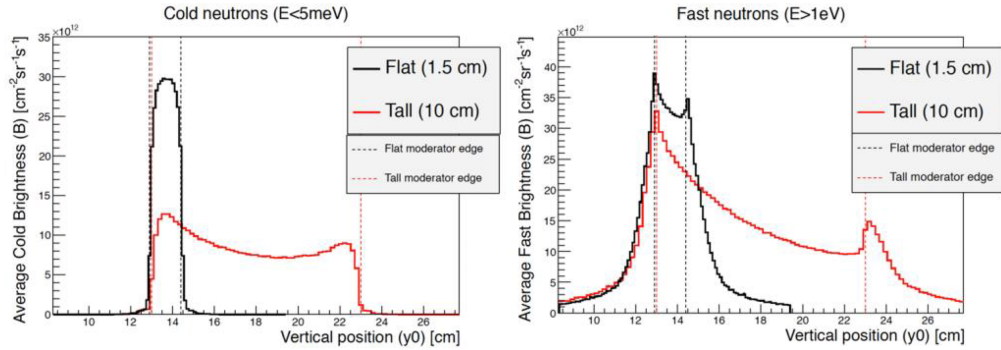 Cold neutrons (E<5meV)
×10¹²
Average Cold Brightness (B) [cm⁻²sr⁻¹s¹]
35
30
25
20
15
10
5
0
Flat (1.5 cm)
Tall (10 cm)
Flat moderator edge
Tall moderator edge
10 12 14 16 18 20 22 24 26
Vertical position (y0) [cm]
Fast neutrons (E>1eV)
×10¹²
Average Fast Brightness (B) [cm⁻²sr⁻¹s¹]
40
35
30
25
20
15
10
5
0
Flat (1.5 cm)
Tall (10 cm)
Flat moderator edge
Tall moderator edge
10 12 14 16 18 20 22 24 26
Vertical position (y0) [cm]